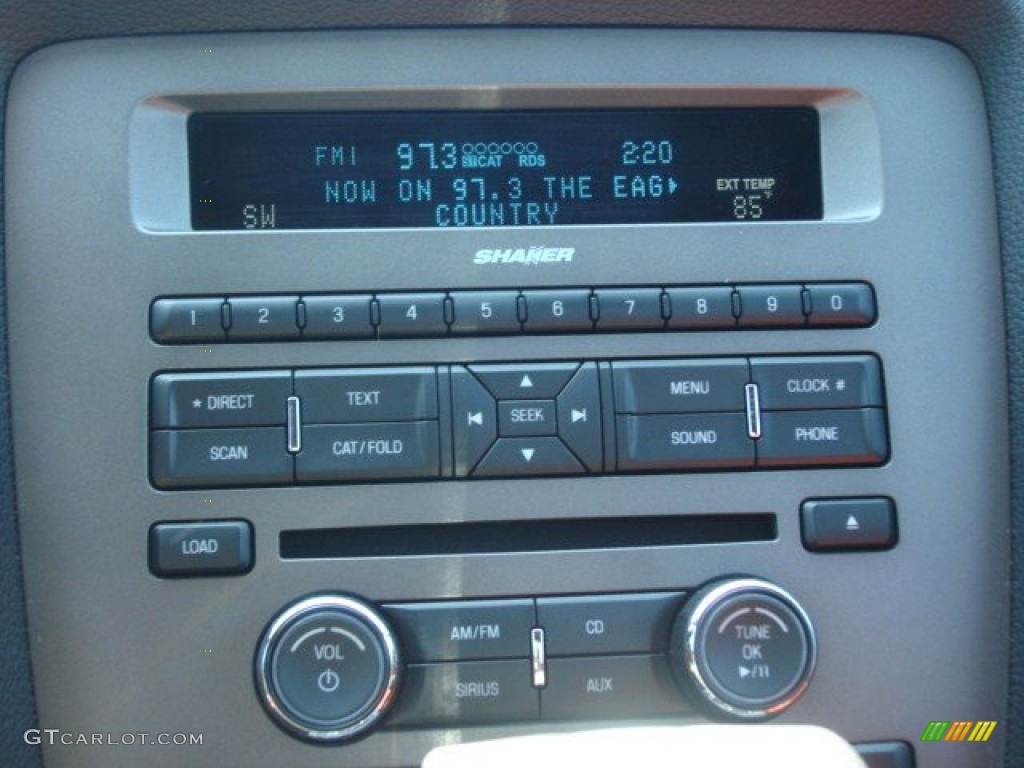 FM1 97.3 CAT RDS 2:20
NOW ON 97.3 THE EAG
EXT TEMP
SW COUNTRY 85°F
SHAKER
1 2 3 4 5 6 7 8 9 0
* DIRECT TEXT MENU CLOCK #
SEEK
SCAN CAT/FOLD SOUND PHONE
LOAD
VOL AM/FM CD TUNE
OK
SIRIUS AUX
GTCARLOT.COM